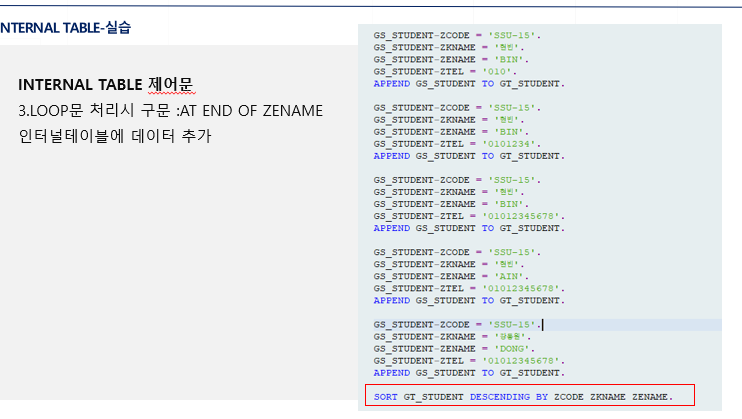 NTERNAL TABLE-실습
INTERNAL TABLE 제어문
3.LOOP문 처리시 구문 :AT END OF ZENAME
인터널테이블에 데이터 추가
GS_STUDENT-ZCODE = 'SSU-15'.
GS_STUDENT-ZKNAME = '현빈'.
GS_STUDENT-ZENAME = 'BIN'.
GS_STUDENT-ZTEL = '010'.
APPEND GS_STUDENT TO GT_STUDENT.
GS_STUDENT-ZCODE = 'SSU-15'.
GS_STUDENT-ZKNAME = '현빈'.
GS_STUDENT-ZENAME = 'BIN'.
GS_STUDENT-ZTEL = '0101234'.
APPEND GS_STUDENT TO GT_STUDENT.
GS_STUDENT-ZCODE = 'SSU-15'.
GS_STUDENT-ZKNAME = '현빈'.
GS_STUDENT-ZENAME = 'BIN'.
GS_STUDENT-ZTEL = '01012345678'.
APPEND GS_STUDENT TO GT_STUDENT.
GS_STUDENT-ZCODE = 'SSU-15'.
GS_STUDENT-ZKNAME = '현빈'.
GS_STUDENT-ZENAME = 'AIN'.
GS_STUDENT-ZTEL = '01012345678'.
APPEND GS_STUDENT TO GT_STUDENT.
GS_STUDENT-ZCODE = 'SSU-15'.
GS_STUDENT-ZKNAME = '강동원'.
GS_STUDENT-ZENAME = 'DONG'.
GS_STUDENT-ZTEL = '01012345678'.
APPEND GS_STUDENT TO GT_STUDENT.
SORT GT_STUDENT DESCENDING BY ZCODE ZKNAME ZENAME.